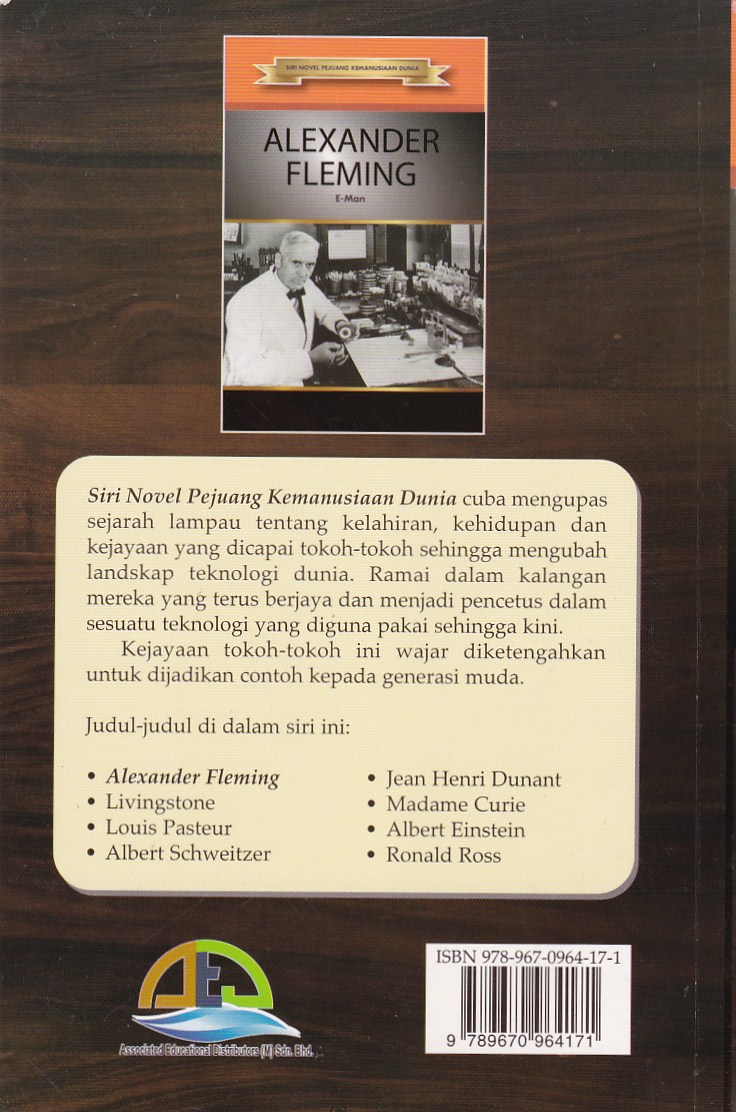 SIRI NOVEL PEJUANG KEMANUSIAAN DUNIA
ALEXANDER
FLEMING
E-Man
Siri Novel Pejuang Kemanusiaan Dunia cuba mengupas
sejarah lampau tentang kelahiran, kehidupan dan
kejayaan yang dicapai tokoh-tokoh sehingga mengubah
landskap teknologi dunia. Ramai dalam kalangan
mereka yang terus berjaya dan menjadi pencetus dalam
sesuatu teknologi yang diguna pakai sehingga kini.
Kejayaan tokoh-tokoh ini wajar diketengahkan
untuk dijadikan contoh kepada generasi muda.
Judul-judul di dalam siri ini:
• Alexander Fleming
• Livingstone
• Louis Pasteur
• Albert Schweitzer
• Jean Henri Dunant
• Madame Curie
• Albert Einstein
• Ronald Ross
AED
Associated Educational Distributors (M) Sdn. Bhd.
ISBN 978-967-0964-17-1
9 789670 964171